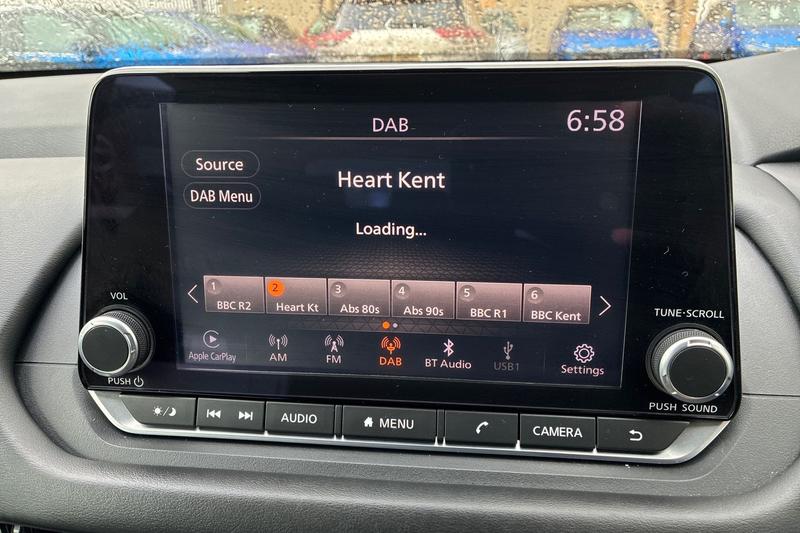 DAB
6:58
Source
DAB Menu
Heart Kent
Loading...
1 2 3 4 5 6
BBC R2 Heart Kt Abs 80s Abs 90s BBC R1 BBC Kent
Apple CarPlay AM FM DAB BT Audio USB1 Settings
VOL
PUSH
TUNE·SCROLL
PUSH SOUND
AUDIO MENU CAMERA